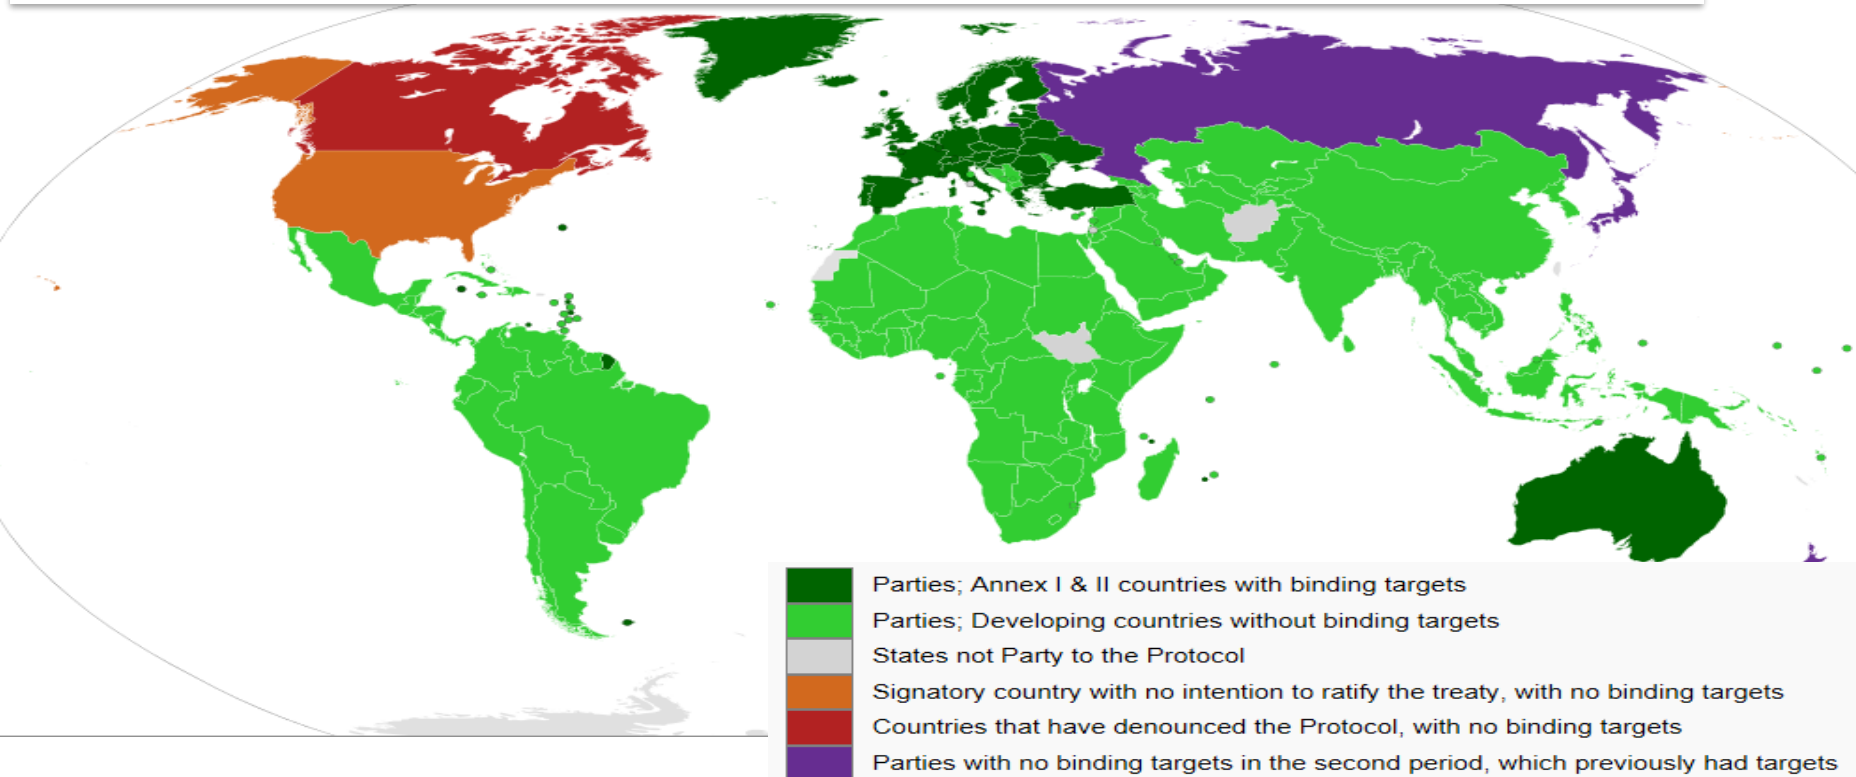 Parties; Annex I & II countries with binding targets
Parties; Developing countries without binding targets
States not Party to the Protocol
Signatory country with no intention to ratify the treaty, with no binding targets
Countries that have denounced the Protocol, with no binding targets
Parties with no binding targets in the second period, which previously had targets